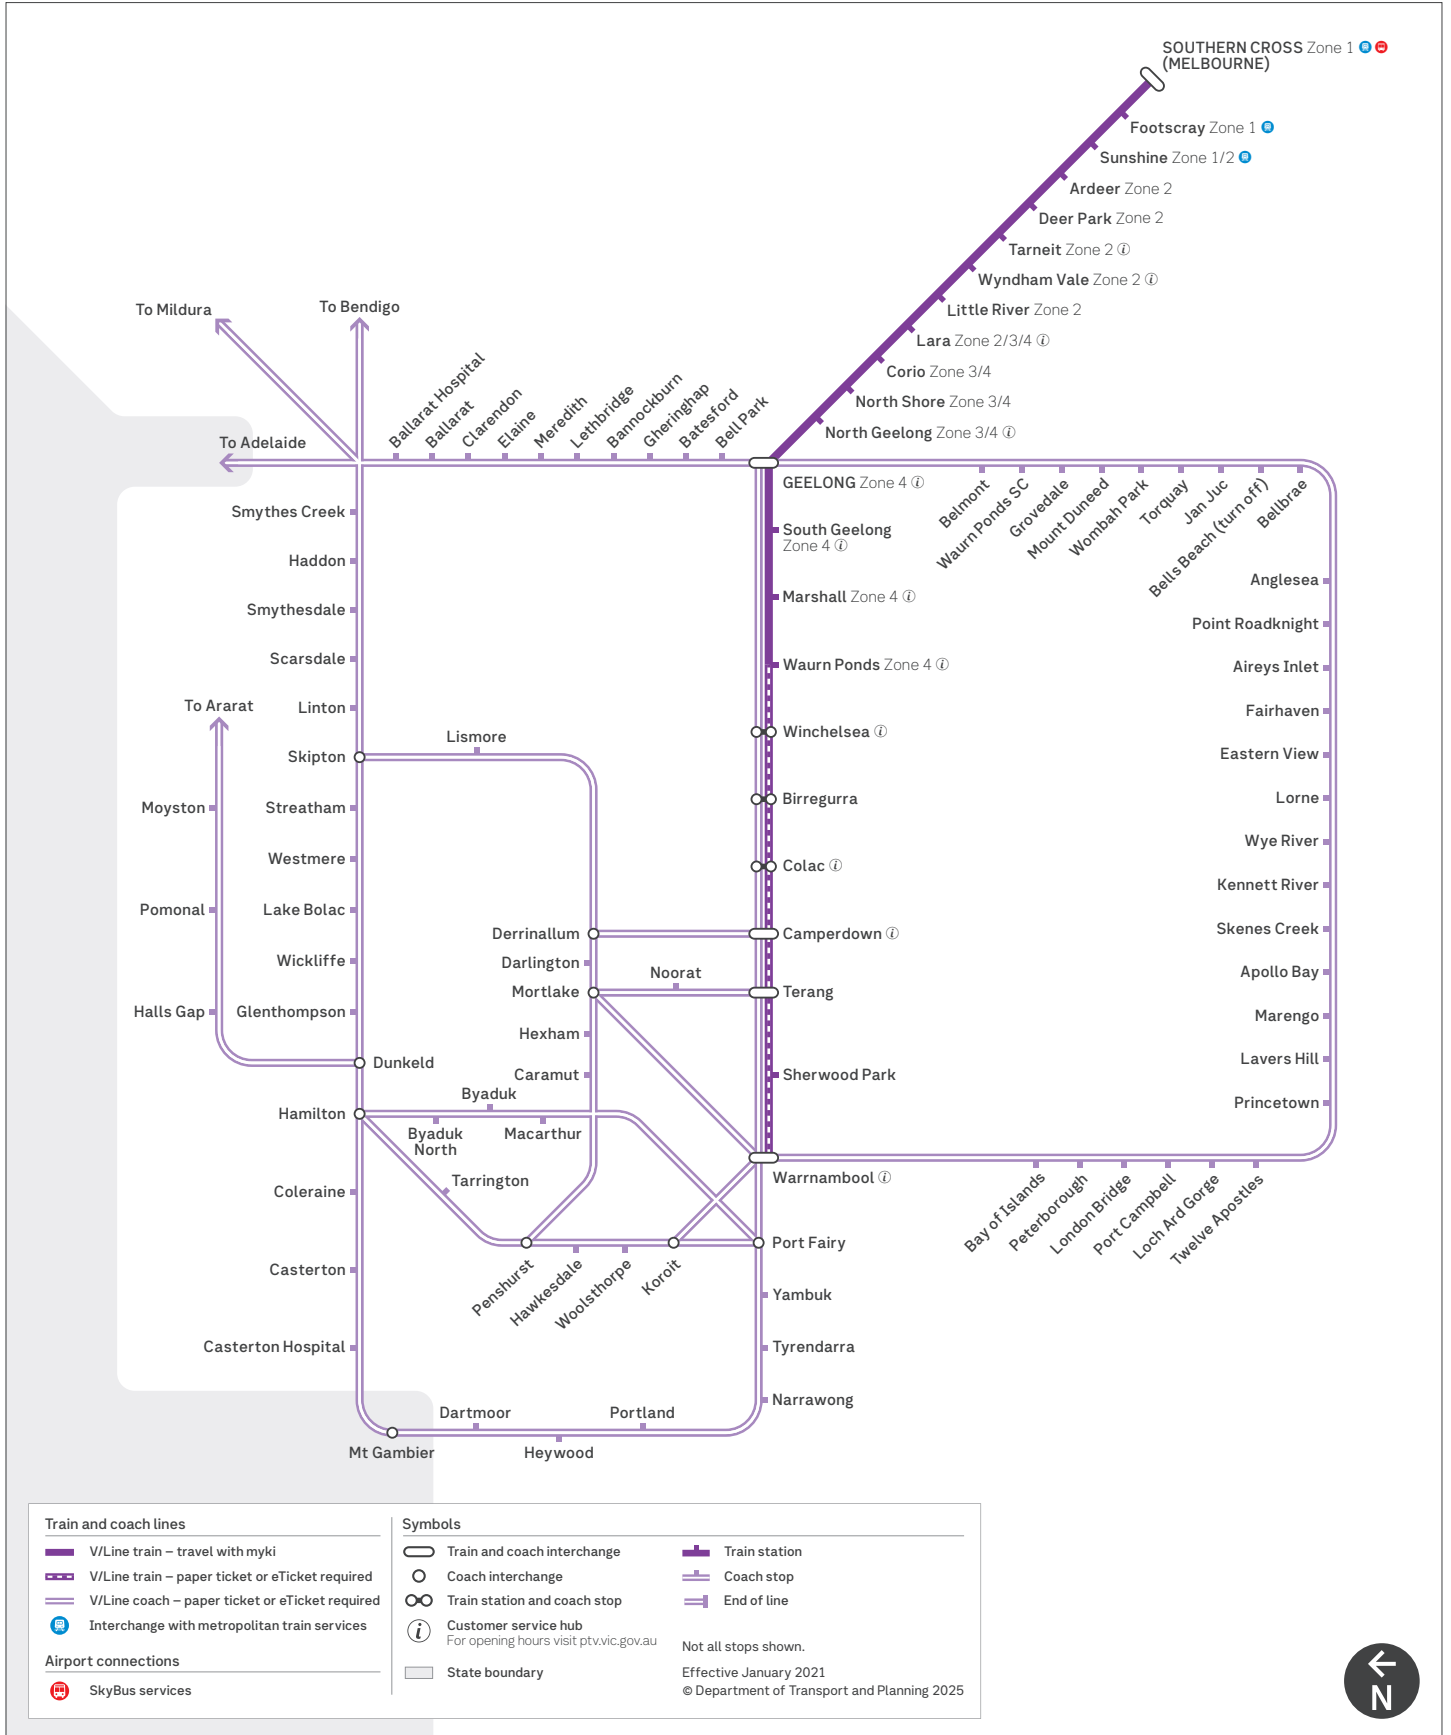 SOUTHERN CROSS Zone 1
(MELBOURNE)
Footscray Zone 1
Sunshine Zone 1/2
Ardeer Zone 2
Deer Park Zone 2
Tarneit Zone 2 i
Wyndham Vale Zone 2 i
Little River Zone 2
Lara Zone 2/3/4 i
Corio Zone 3/4
North Shore Zone 3/4
North Geelong Zone 3/4 i
To Mildura
To Bendigo
To Adelaide
Ballarat Hospital
Ballarat
Clarendon
Elaine
Meredith
Lethbridge
Bannockburn
Gheringhap
Batesford
Bell Park
GEELONG Zone 4 i
South Geelong
Zone 4 i
Marshall Zone 4 i
Waurn Ponds Zone 4 i
Winchelsea i
Birregurra
Colac i
Camperdown i
Terang
Sherwood Park
Warrnambool i
Belmont
Waurn Ponds SC
Grovedale
Mount Duneed
Wombah Park
Torquay
Jan Juc
Bells Beach (turn off)
Bellbrae
Anglesea
Point Roadknight
Aireys Inlet
Fairhaven
Eastern View
Lorne
Wye River
Kennett River
Skenes Creek
Apollo Bay
Marengo
Lavers Hill
Princetown
Bay of Islands
Peterborough
London Bridge
Port Campbell
Loch Ard Gorge
Twelve Apostles
Smythes Creek
Haddon
Smythesdale
Scarsdale
Linton
Skipton
Streatham
Westmere
Lake Bolac
Wickliffe
Glenthompson
Dunkeld
Hamilton
Coleraine
Casterton
Casterton Hospital
Mt Gambier
To Ararat
Moyston
Pomonal
Halls Gap
Lismore
Derrinallum
Darlington
Mortlake
Noorat
Hexham
Caramut
Byaduk
Byaduk
North
Macarthur
Tarrington
Penshurst
Hawkesdale
Woolsthorpe
Koroit
Port Fairy
Yambuk
Tyrendarra
Narrawong
Dartmoor
Heywood
Portland
Train and coach lines
V/Line train – travel with myki
V/Line train – paper ticket or eTicket required
V/Line coach – paper ticket or eTicket required
Interchange with metropolitan train services
Airport connections
SkyBus services
Symbols
Train and coach interchange
Coach interchange
Train station and coach stop
i
Customer service hub
For opening hours visit ptv.vic.gov.au
State boundary
Train station
Coach stop
End of line
Not all stops shown.
Effective January 2021
© Department of Transport and Planning 2025
N